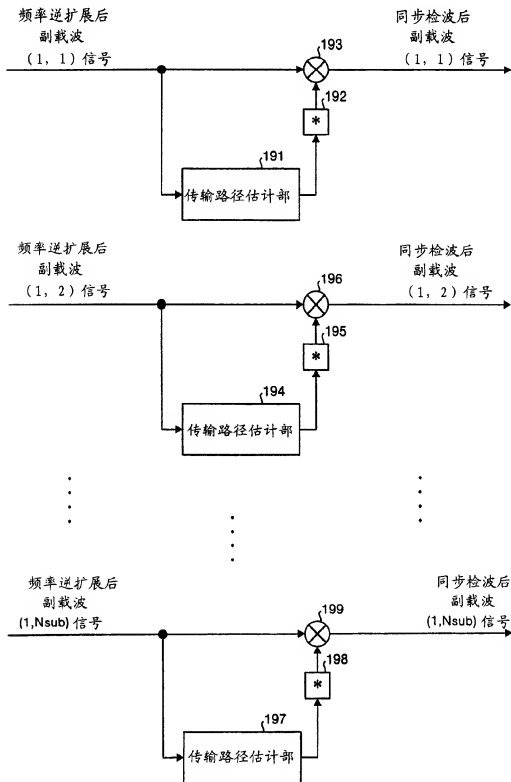 频率逆扩展后
副载波
(1, 1) 信号
193
同步检波后
副载波
(1, 1) 信号
192
*
191
传输路径估计部
频率逆扩展后
副载波
(1, 2) 信号
196
同步检波后
副载波
(1, 2) 信号
195
*
194
传输路径估计部
频率逆扩展后
副载波
(1,Nsub) 信号
199
同步检波后
副载波
(1,Nsub) 信号
198
*
197
传输路径估计部